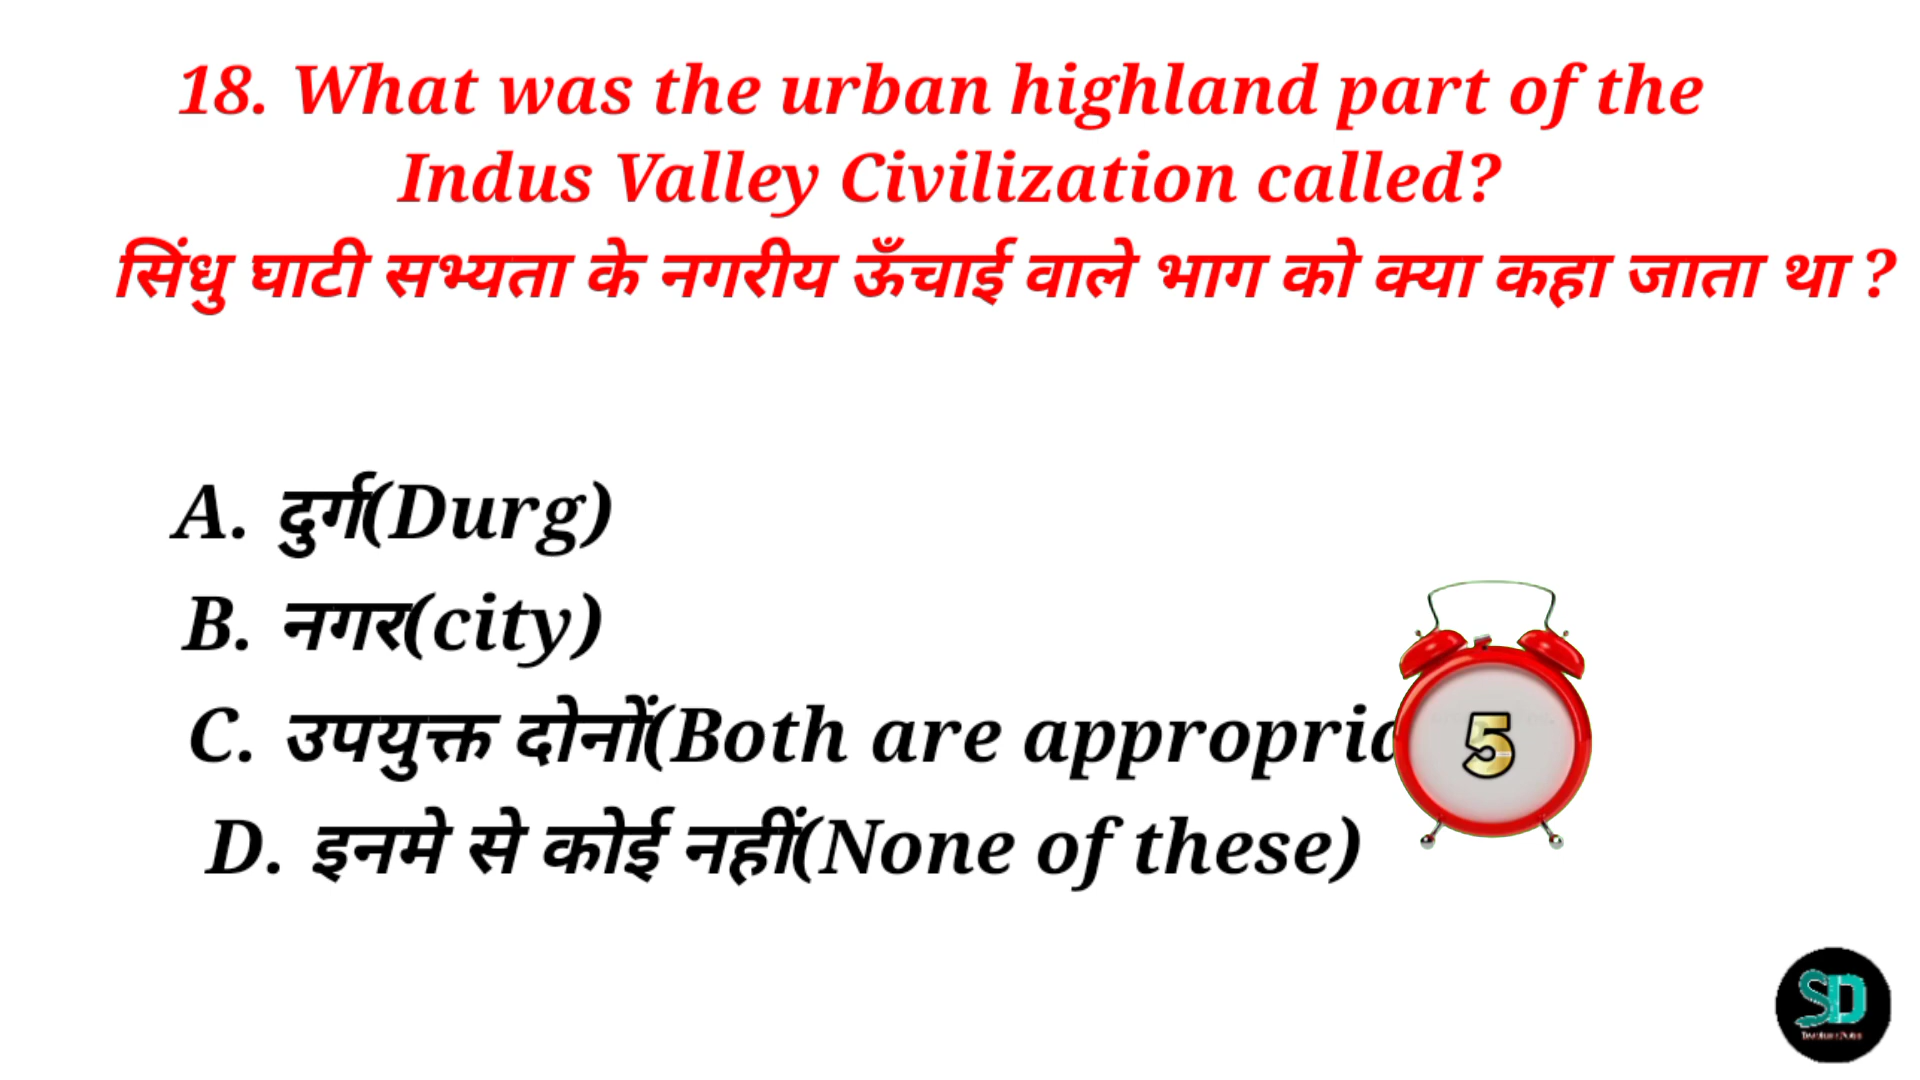 18. What was the urban highland part of the
Indus Valley Civilization called?
सिंधु घाटी सभ्यता के नगरीय ऊँचाई वाले भाग को क्या कहा जाता था ?
A. दुर्ग(Durg)
B. नगर(city)
C. उपयुक्त दोनों(Both are
5
D. इनमे से कोई नहीं(None of these)
SD